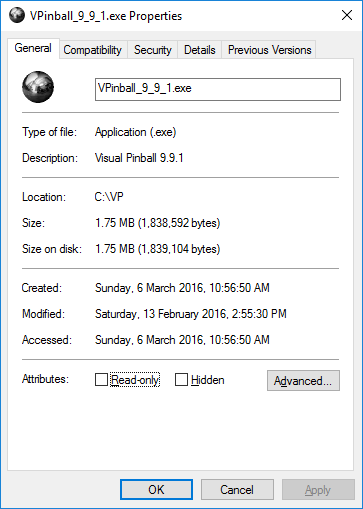 VPinball_9_9_1.exe Properties
General Compatibility Security Details Previous Versions
VPinball_9_9_1.exe
Type of file: Application (.exe)
Description: Visual Pinball 9.9.1
Location: C:\VP
Size: 1.75 MB (1,838,592 bytes)
Size on disk: 1.75 MB (1,839,104 bytes)
Created: Sunday, 6 March 2016, 10:56:50 AM
Modified: Saturday, 13 February 2016, 2:55:30 PM
Accessed: Sunday, 6 March 2016, 10:56:50 AM
Attributes: Read-only Hidden Advanced...
OK Cancel Apply